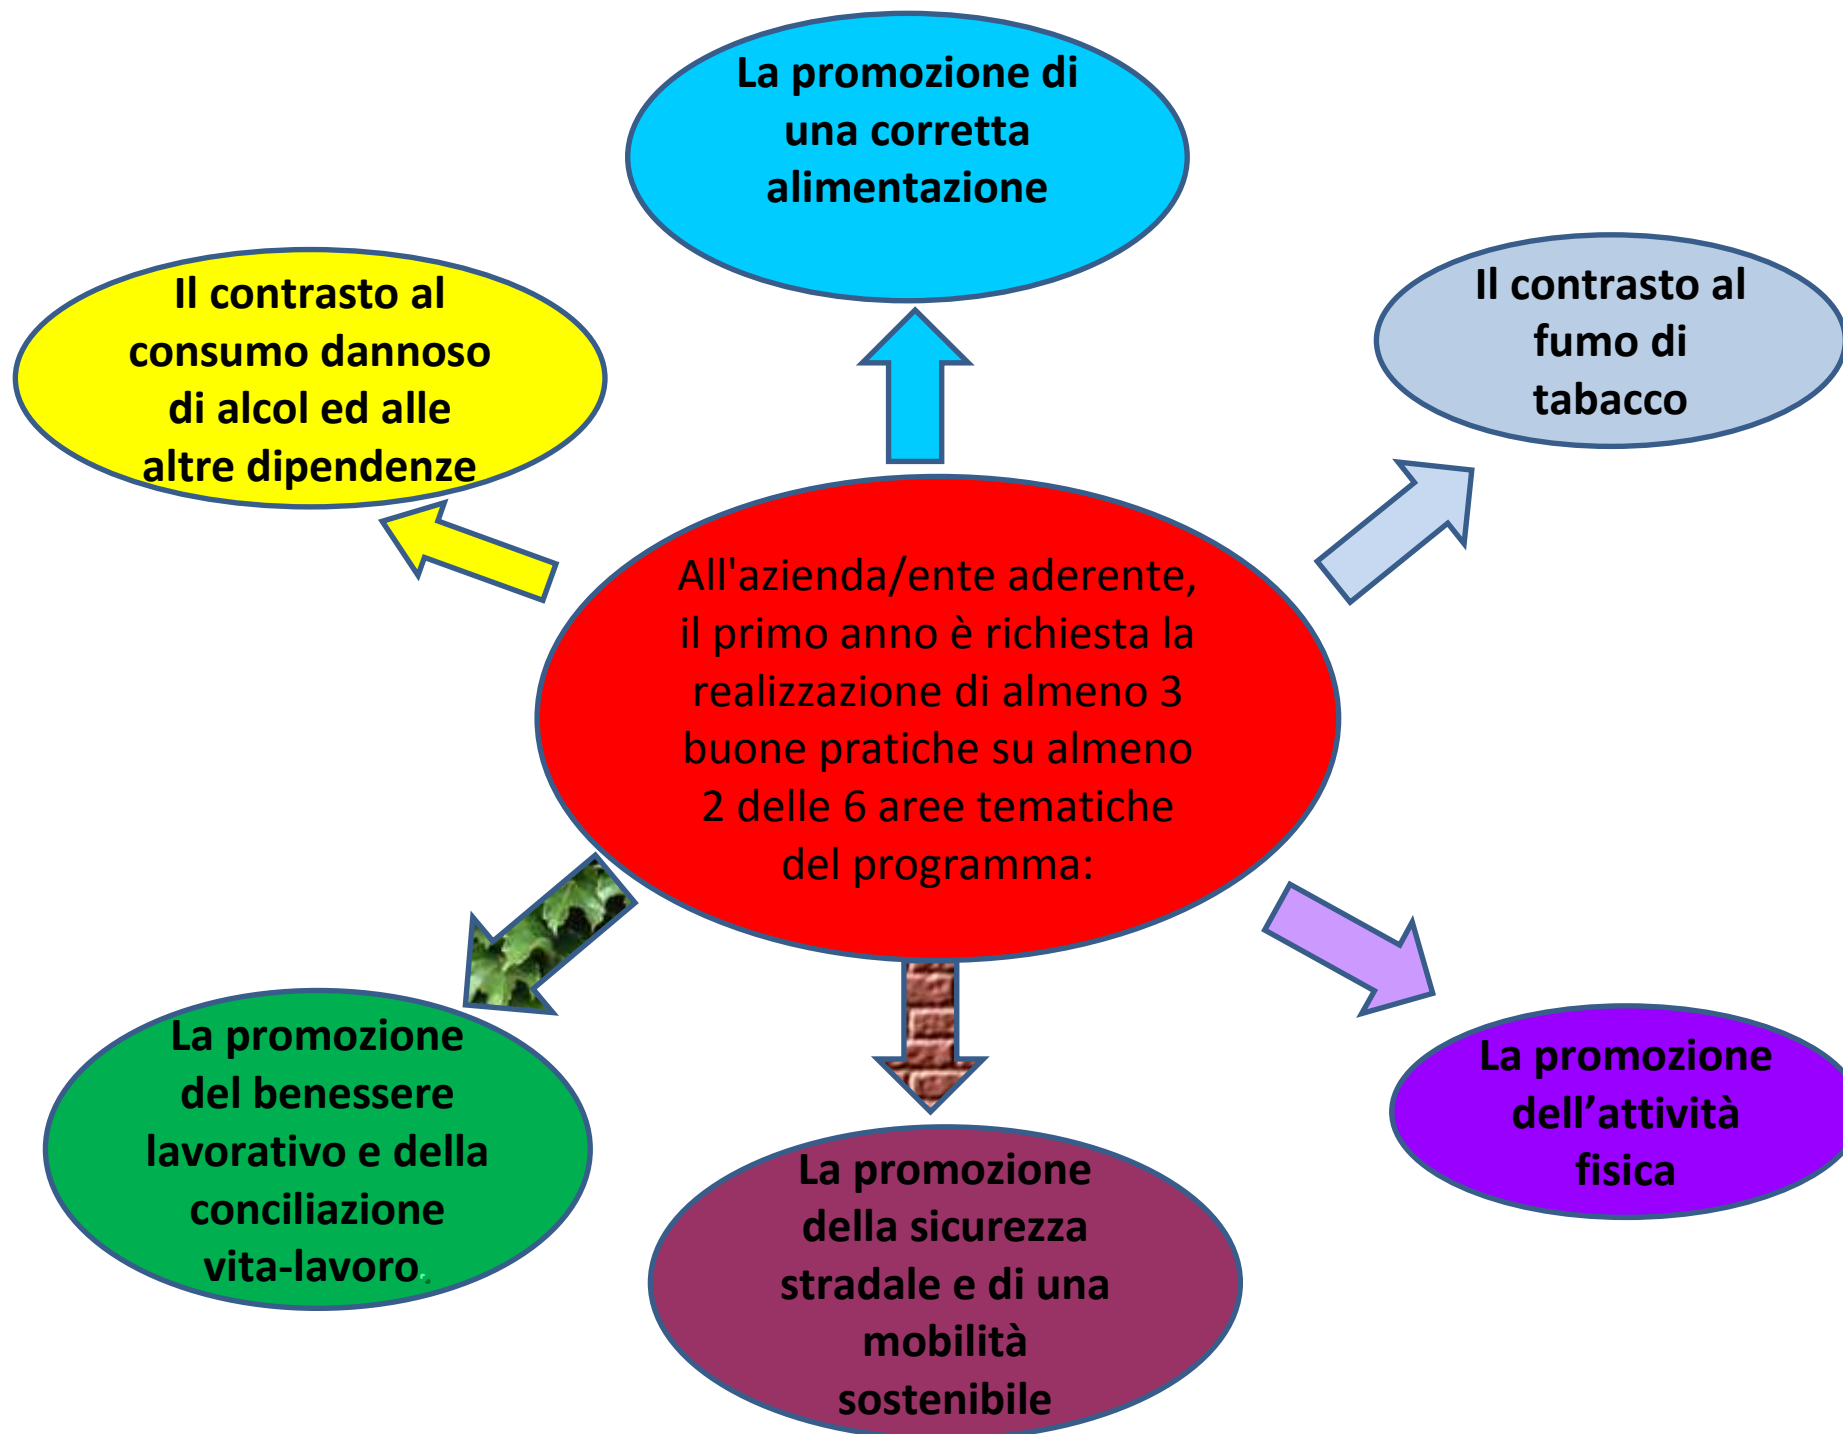 La promozione di
una corretta
alimentazione
Il contrasto al
consumo dannoso
di alcol ed alle
altre dipendenze
Il contrasto al
fumo di
tabacco
All'azienda/ente aderente,
il primo anno è richiesta la
realizzazione di almeno 3
buone pratiche su almeno
2 delle 6 aree tematiche
del programma:
La promozione
del benessere
lavorativo e della
conciliazione
vita-lavoro.
La promozione
della sicurezza
stradale e di una
mobilità
sostenibile
La promozione
dell’attività
fisica